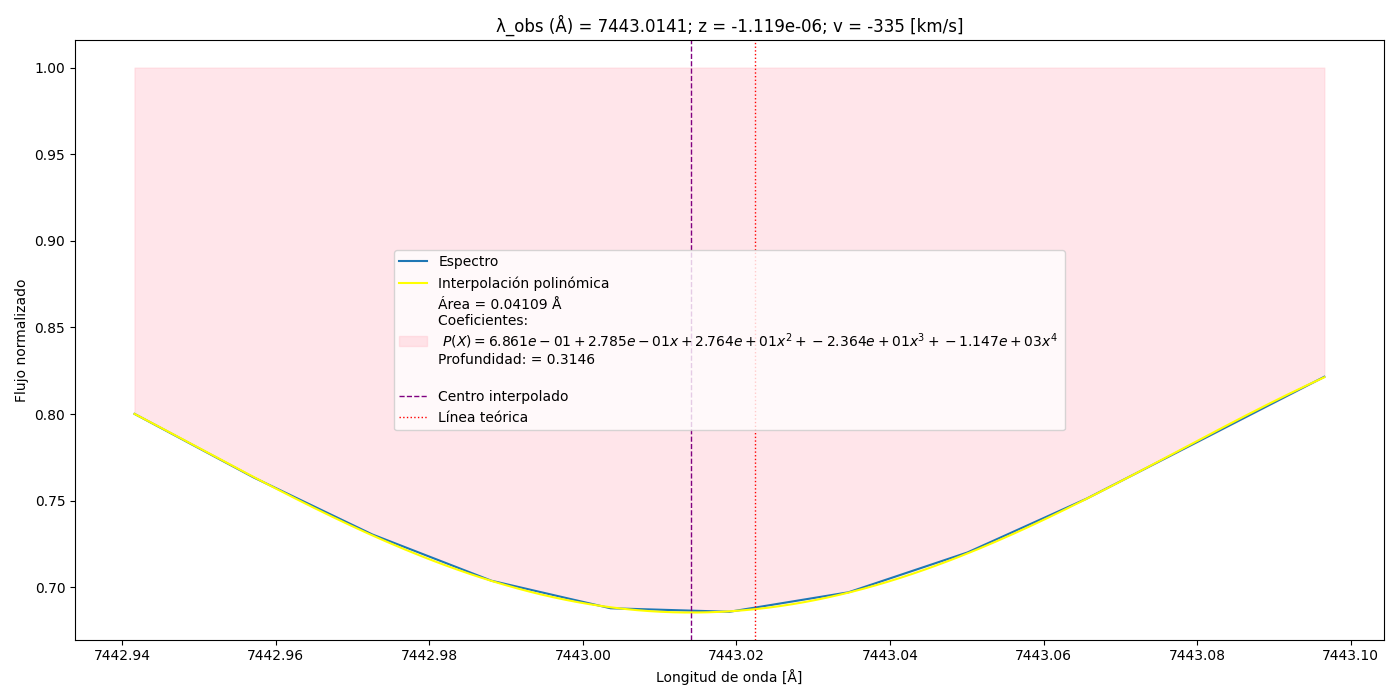 λ_obs (Å) = 7443.0141; z = -1.119e-06; v = -335 [km/s]
Flujo normalizado
1.00
0.95
0.90
0.85
0.80
0.75
0.70
Espectro
Interpolación polinómica
Área = 0.04109 Å
Coeficientes:
P(X) = 6.861e − 01 + 2.785e − 01x + 2.764e + 01x² + − 2.364e + 01x³ + − 1.147e + 03x⁴
Profundidad: = 0.3146
Centro interpolado
Línea teórica
7442.94
7442.96
7442.98
7443.00
7443.02
7443.04
7443.06
7443.08
7443.10
Longitud de onda [Å]